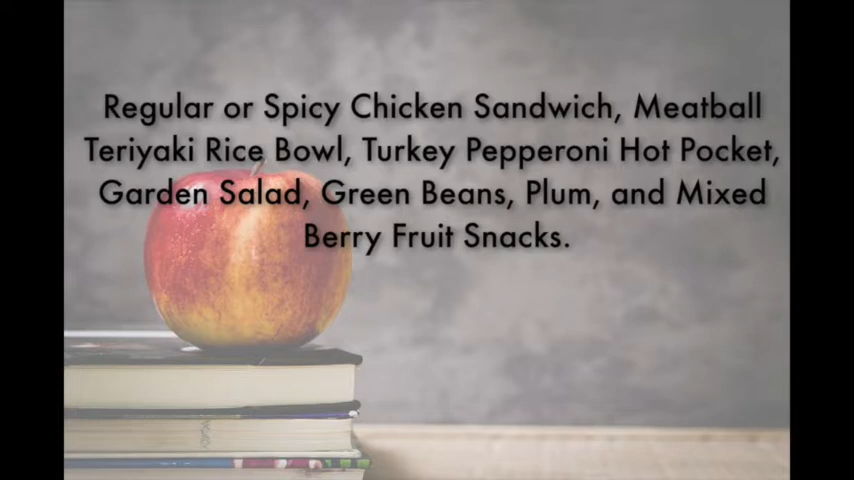 Regular or Spicy Chicken Sandwich, Meatball
Teriyaki Rice Bowl, Turkey Pepperoni Hot Pocket,
Garden Salad, Green Beans, Plum, and Mixed
Berry Fruit Snacks.